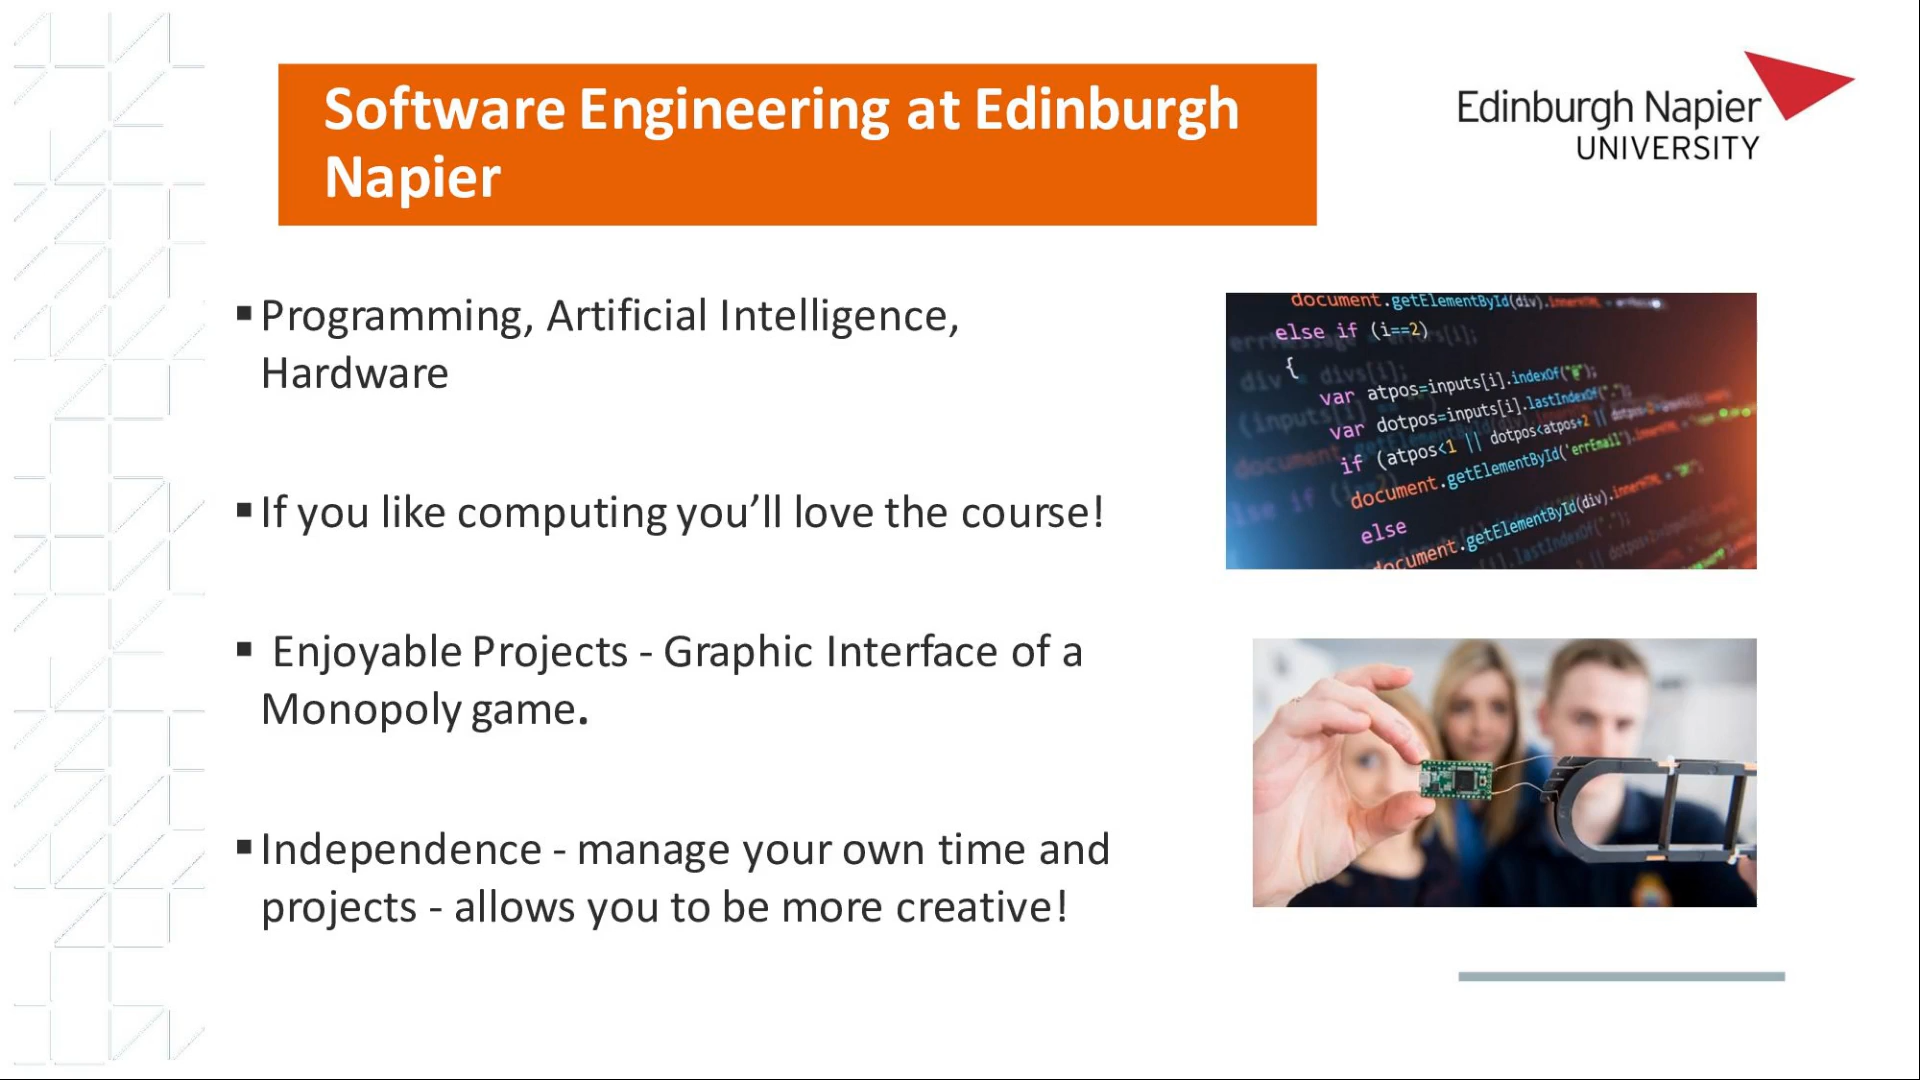 Software Engineering at Edinburgh
Napier
Edinburgh Napier
UNIVERSITY
▪Programming, Artificial Intelligence,
Hardware
▪If you like computing you’ll love the course!
▪ Enjoyable Projects - Graphic Interface of a
Monopoly game.
▪Independence - manage your own time and
projects - allows you to be more creative!
document.getElementById(div).innerHTML
else if (i==2)
{
var atpos=inputs[i].indexOf("@");
var dotpos=inputs[i].lastIndexOf(".");
if (atpos<1 || dotpos<atpos+2 ||
document.getElementById('errEmail').innerHTML
else
document.getElementById(div).innerHTML